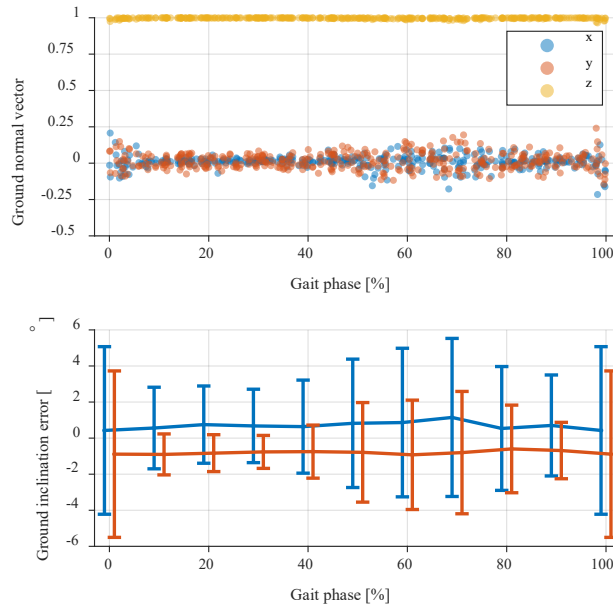 1
0.75
0.5
0.25
0
-0.25
-0.5
Ground normal vector
x
y
z
0 20 40 60 80 100
Gait phase [%]
6
4
2
0
-2
-4
-6
Ground inclination error [°]
0 20 40 60 80 100
Gait phase [%]